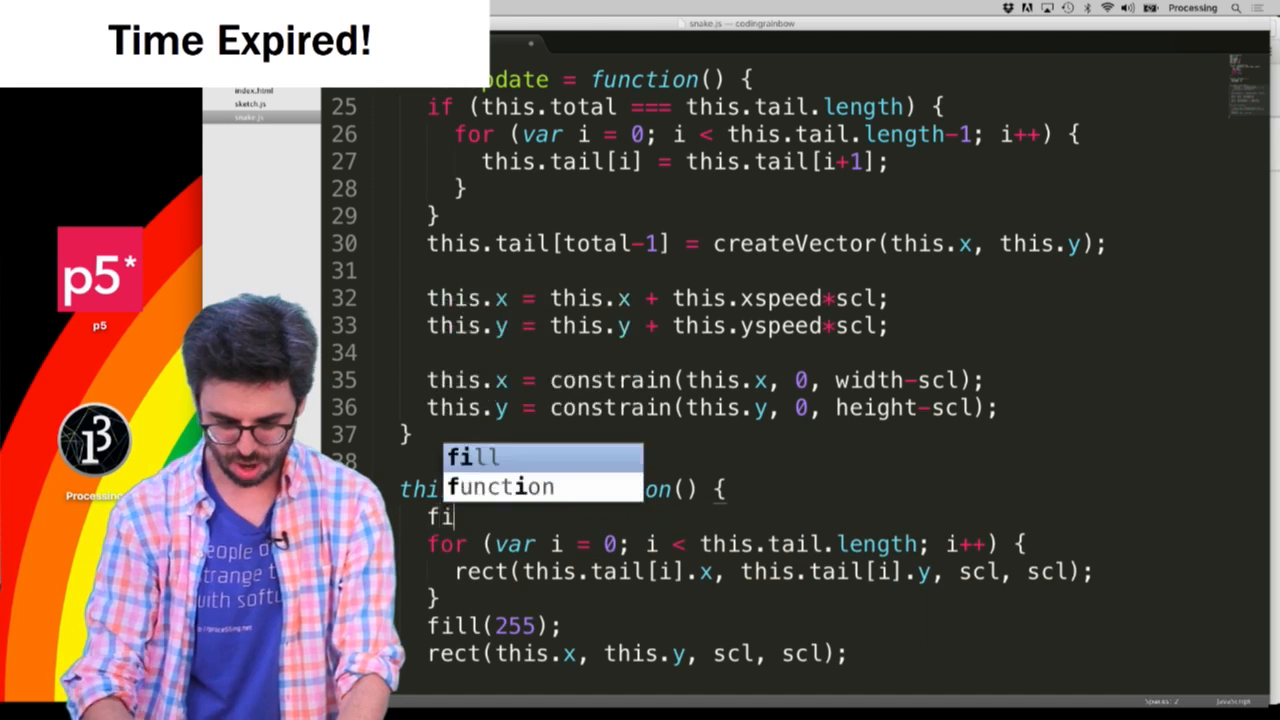 Time Expired!
Processing
snake.js — codingrainbow
index.html
sketch.js
snake.js
pdate = function() {
25 if (this.total === this.tail.length) {
26 for (var i = 0; i < this.tail.length-1; i++) {
27 this.tail[i] = this.tail[i+1];
28 }
29 }
30 this.tail[total-1] = createVector(this.x, this.y);
31
32 this.x = this.x + this.xspeed*scl;
33 this.y = this.y + this.yspeed*scl;
34
35 this.x = constrain(this.x, 0, width-scl);
36 this.y = constrain(this.y, 0, height-scl);
37 }
38
fill
function
thi on() {
fi
for (var i = 0; i < this.tail.length; i++) {
rect(this.tail[i].x, this.tail[i].y, scl, scl);
}
fill(255);
rect(this.x, this.y, scl, scl);
p5*
p5
Processing
eople o
trange t
with softw
Spaces: 2
JavaScript